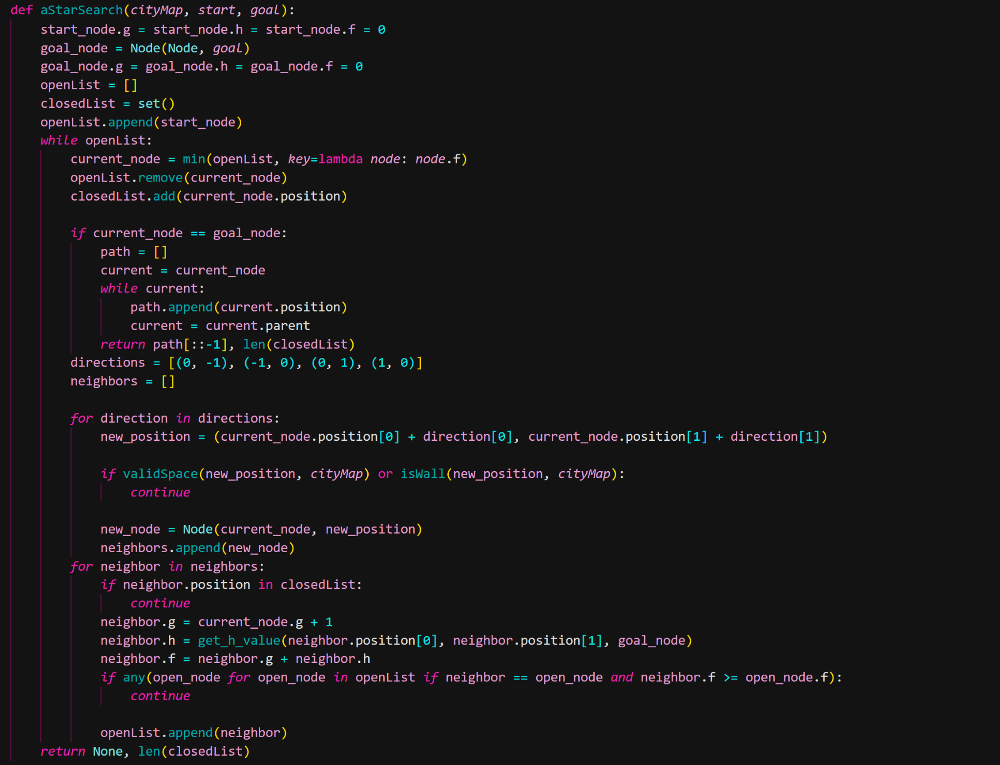 def aStarSearch(cityMap, start, goal):
    start_node.g = start_node.h = start_node.f = 0
    goal_node = Node(Node, goal)
    goal_node.g = goal_node.h = goal_node.f = 0
    openList = []
    closedList = set()
    openList.append(start_node)
    while openList:
        current_node = min(openList, key=lambda node: node.f)
        openList.remove(current_node)
        closedList.add(current_node.position)

        if current_node == goal_node:
            path = []
            current = current_node
            while current:
                path.append(current.position)
                current = current.parent
            return path[::-1], len(closedList)
        directions = [(0, -1), (-1, 0), (0, 1), (1, 0)]
        neighbors = []

        for direction in directions:
            new_position = (current_node.position[0] + direction[0], current_node.position[1] + direction[1])

            if validSpace(new_position, cityMap) or isWall(new_position, cityMap):
                continue

            new_node = Node(current_node, new_position)
            neighbors.append(new_node)
        for neighbor in neighbors:
            if neighbor.position in closedList:
                continue
            neighbor.g = current_node.g + 1
            neighbor.h = get_h_value(neighbor.position[0], neighbor.position[1], goal_node)
            neighbor.f = neighbor.g + neighbor.h
            if any(open_node for open_node in openList if neighbor == open_node and neighbor.f >= open_node.f):
                continue

            openList.append(neighbor)
    return None, len(closedList)